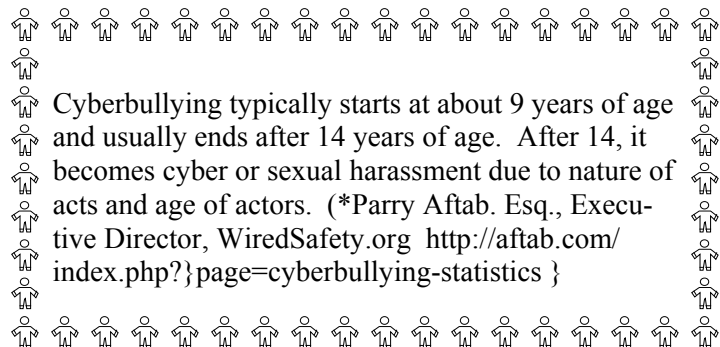 Cyberbullying typically starts at about 9 years of age
and usually ends after 14 years of age.  After 14, it
becomes cyber or sexual harassment due to nature of
acts and age of actors.  (*Parry Aftab. Esq., Execu-
tive Director, WiredSafety.org  http://aftab.com/
index.php?}page=cyberbullying-statistics }